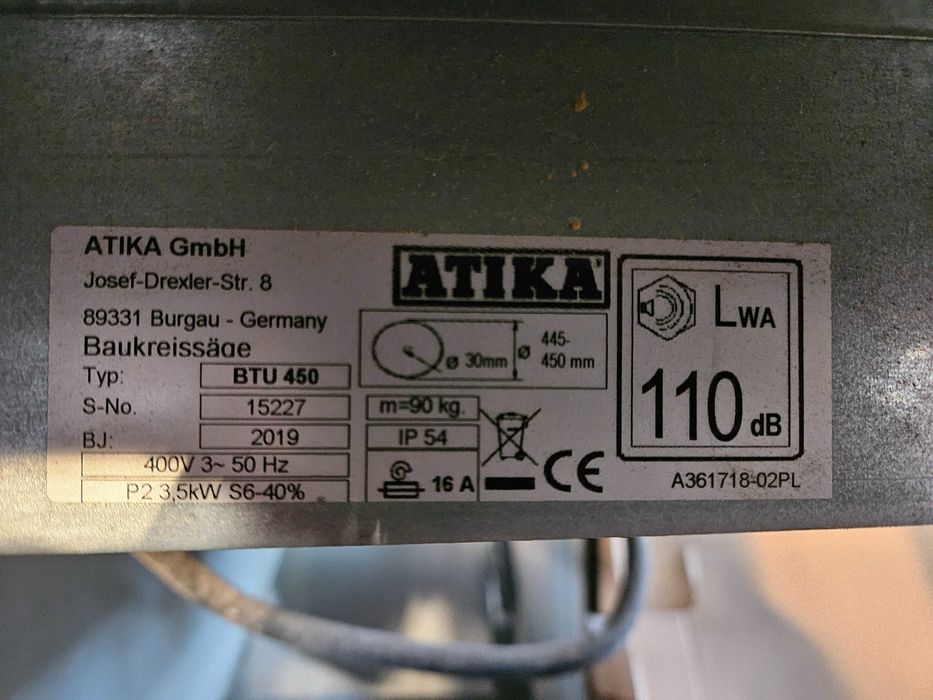 ATIKA GmbH
Josef-Drexler-Str. 8
89331 Burgau - Germany
Baukreissäge
Typ: BTU 450
S-No. 15227
BJ: 2019
400V 3~ 50 Hz
P2 3,5kW S6-40%
ATIKA
ø 30mm ø 445-
450 mm
m=90 kg.
IP 54
16 A
CE
LWA
110 dB
A361718-02PL